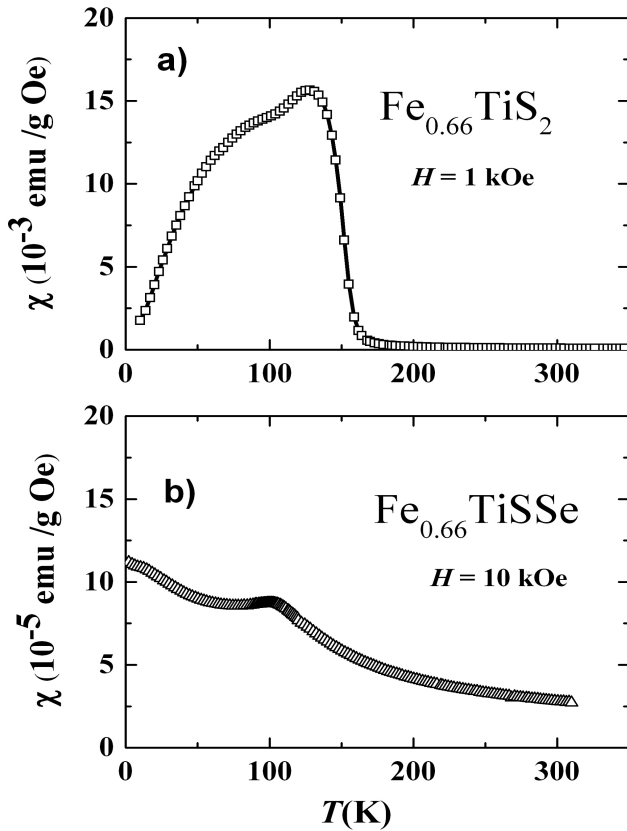 20
a)
Fe0.66TiS2
15
H = 1 kOe
10
5
0
χ (10-3 emu /g Oe)
0 100 200 300
20
b)
Fe0.66TiSSe
15
H = 10 kOe
10
5
0
χ (10-5 emu /g Oe)
0 100 200 300
T(K)